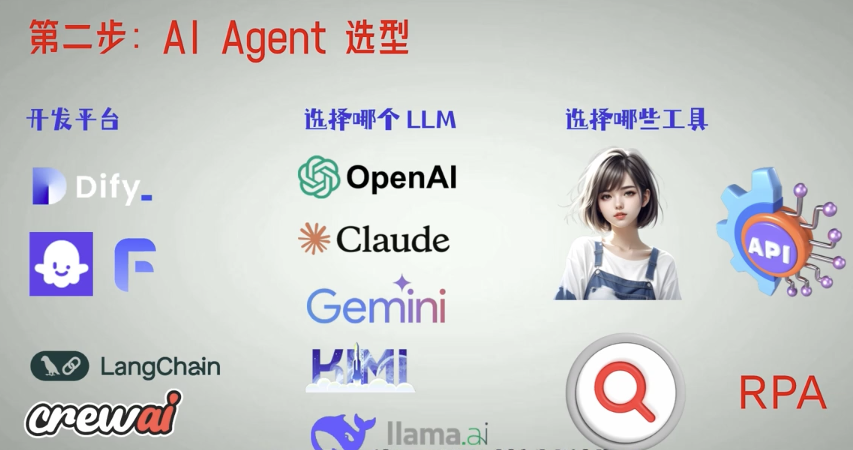 第二步：AI Agent 选型
开发平台
Dify_
LangChain
crewai
选择哪个 LLM
OpenAI
Claude
Gemini
KIMI
llama.ai
选择哪些工具
API
RPA